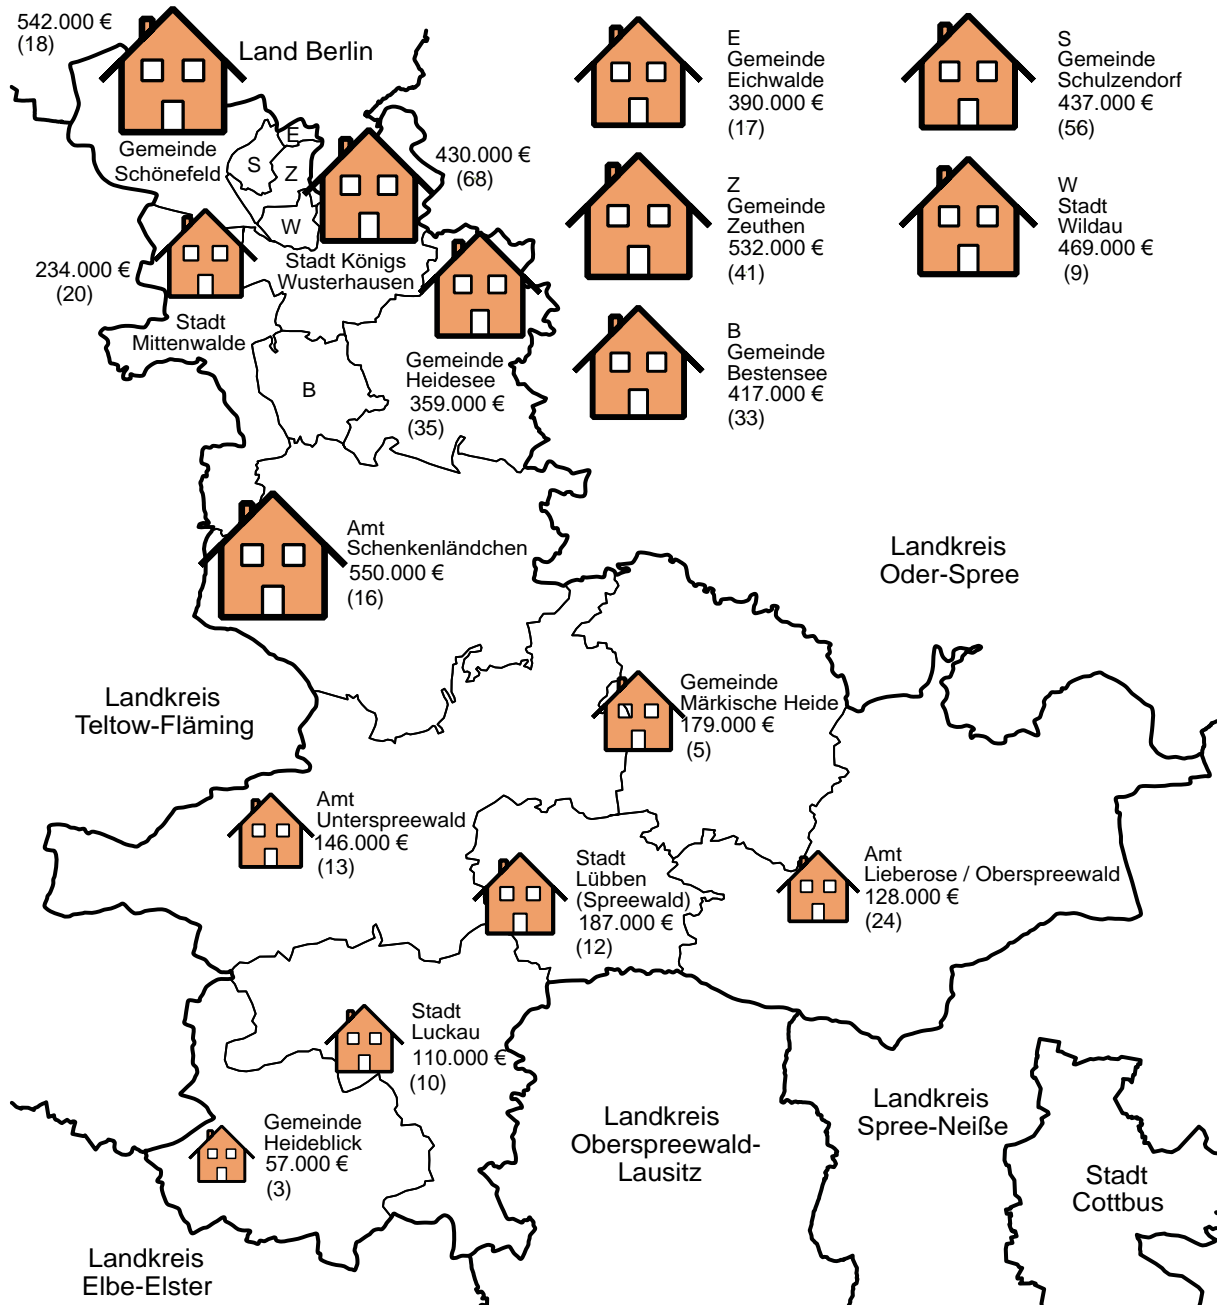 542.000 €
(18)
Land Berlin
Gemeinde
Schönefeld
E
S
Z
W
430.000 €
(68)
Stadt Königs
Wusterhausen
234.000 €
(20)
Stadt
Mittenwalde
Gemeinde
Heidesee
359.000 €
(35)
B
E
Gemeinde
Eichwalde
390.000 €
(17)
S
Gemeinde
Schulzendorf
437.000 €
(56)
Z
Gemeinde
Zeuthen
532.000 €
(41)
W
Stadt
Wildau
469.000 €
(9)
B
Gemeinde
Bestensee
417.000 €
(33)
Amt
Schenkenländchen
550.000 €
(16)
Landkreis
Oder-Spree
Landkreis
Teltow-Fläming
Gemeinde
Märkische Heide
179.000 €
(5)
Amt
Unterspreewald
146.000 €
(13)
Stadt
Lübben
(Spreewald)
187.000 €
(12)
Amt
Lieberose / Oberspreewald
128.000 €
(24)
Stadt
Luckau
110.000 €
(10)
Gemeinde
Heideblick
57.000 €
(3)
Landkreis
Oberspreewald-
Lausitz
Landkreis
Spree-Neiße
Stadt
Cottbus
Landkreis
Elbe-Elster